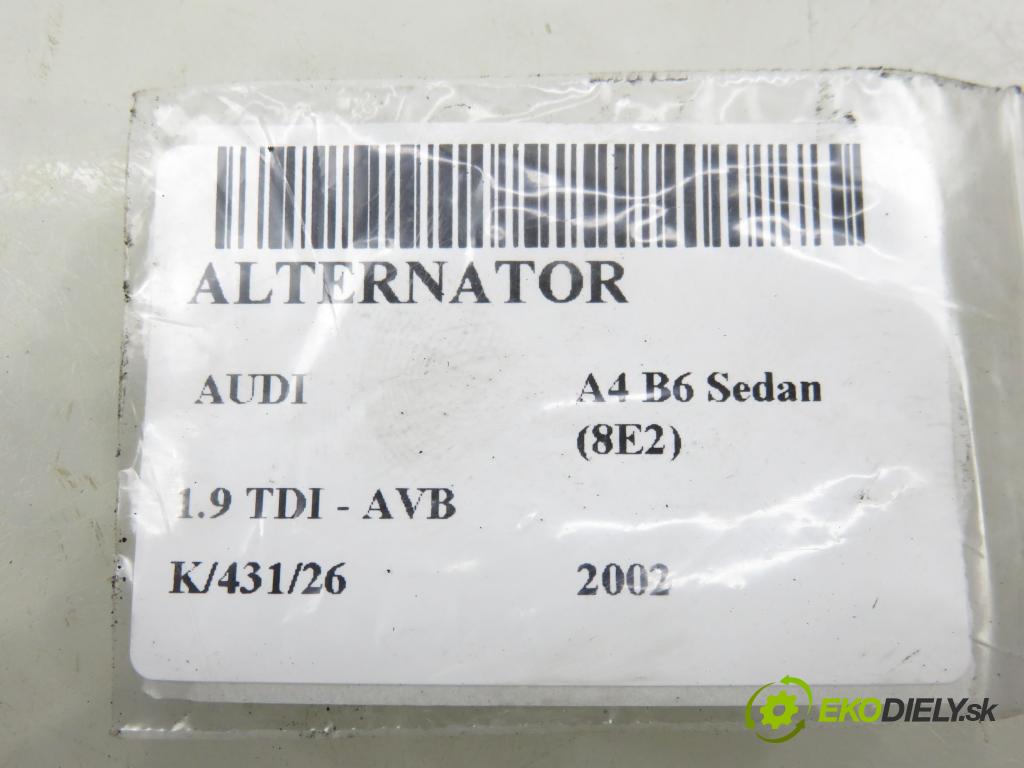 ALTERNATOR
AUDI
A4 B6 Sedan
(8E2)
1.9 TDI - AVB
K/431/26
2002
EKODIELY.sk